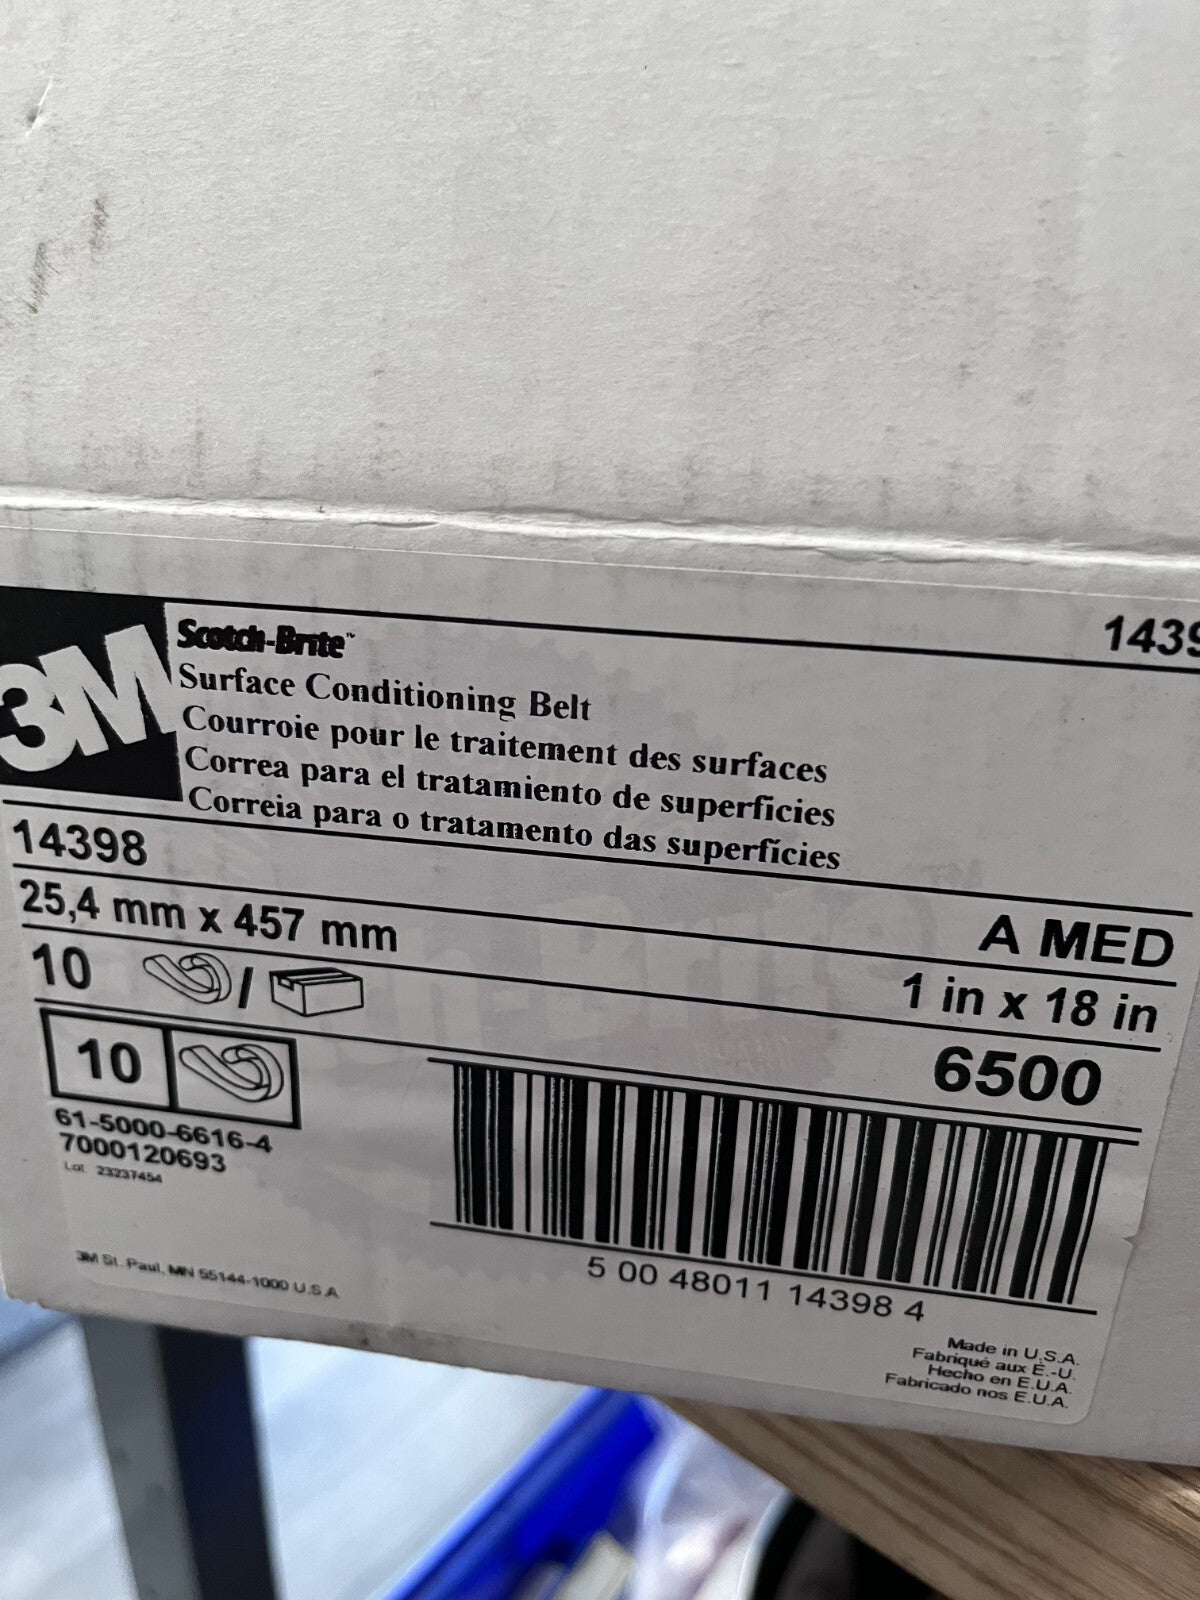 3M
Scotch-Brite™
1439
Surface Conditioning Belt
Courroie pour le traitement des surfaces
Correa para el tratamiento de superficies
Correia para o tratamento das superfícies
14398
A MED
25,4 mm x 457 mm
1 in x 18 in
10 /
6500
10
61-5000-6616-4
7000120693
Lot 23237454
5 00 48011 14398 4
3M St. Paul, MN 55144-1000 U.S.A
Made in U.S.A.
Fabriqué aux É.-U.
Hecho en E.U.A.
Fabricado nos E.U.A.